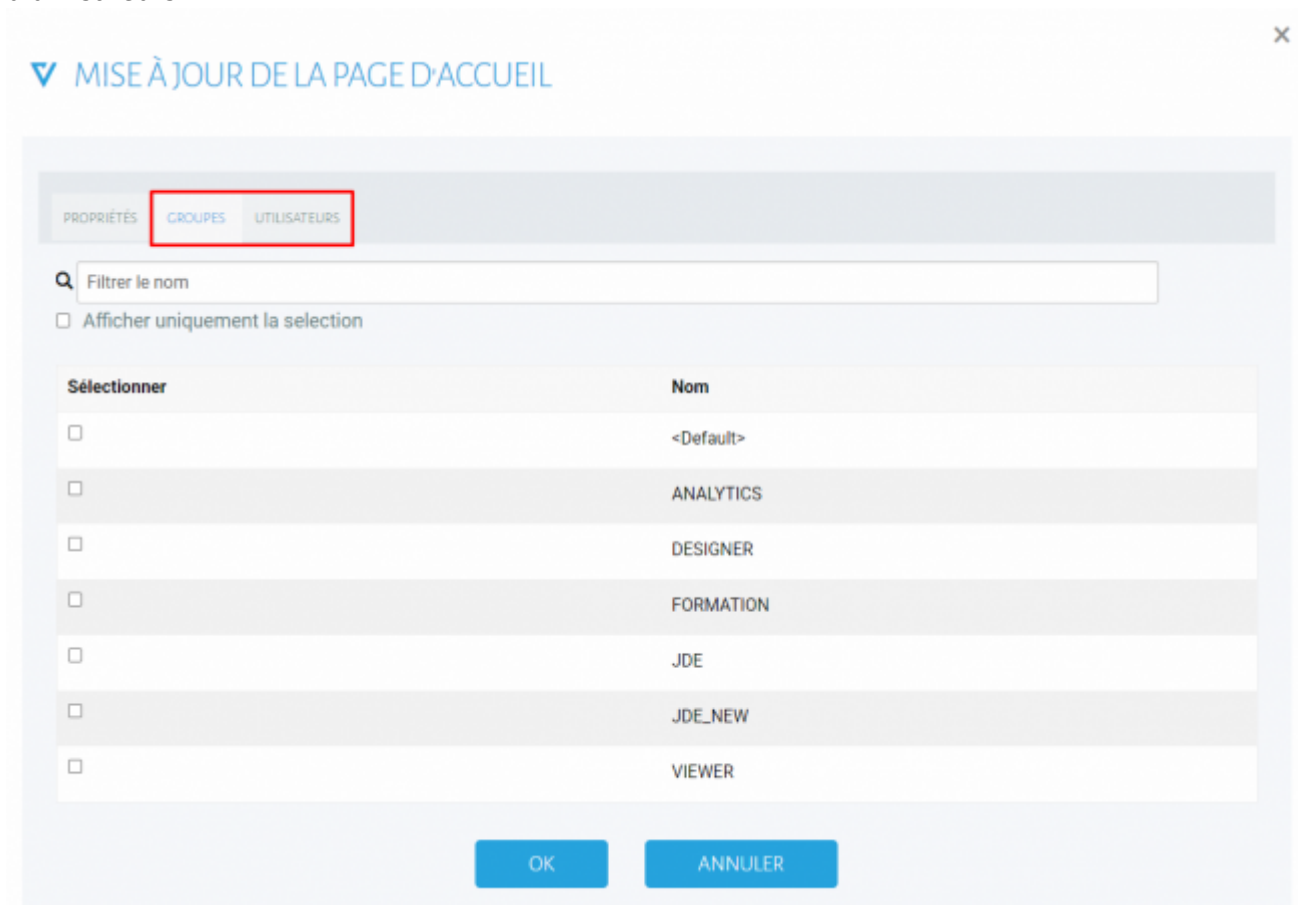 ×
MISE À JOUR DE LA PAGE D'ACCUEIL
PROPRIÉTÉS GROUPES UTILISATEURS
Filtrer le nom
Afficher uniquement la selection
Sélectionner Nom
<Default>
ANALYTICS
DESIGNER
FORMATION
JDE
JDE_NEW
VIEWER
OK ANNULER